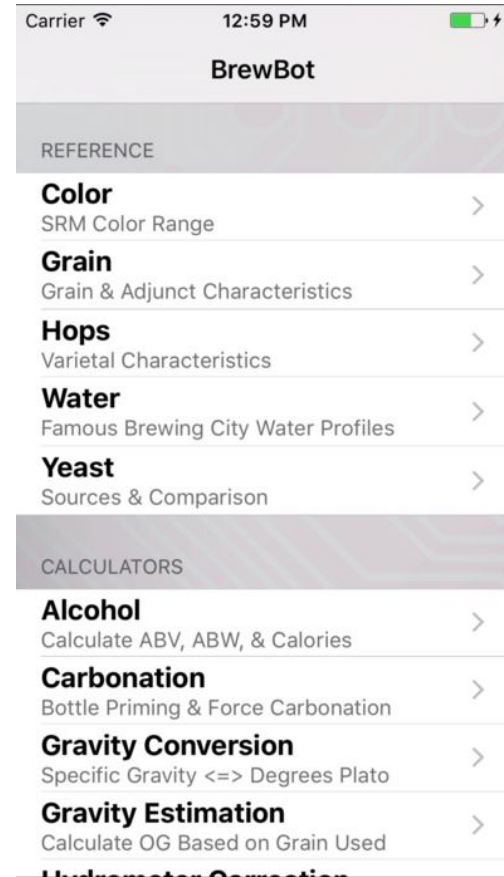 Carrier 12:59 PM
BrewBot
REFERENCE
Color
SRM Color Range
Grain
Grain & Adjunct Characteristics
Hops
Varietal Characteristics
Water
Famous Brewing City Water Profiles
Yeast
Sources & Comparison
CALCULATORS
Alcohol
Calculate ABV, ABW, & Calories
Carbonation
Bottle Priming & Force Carbonation
Gravity Conversion
Specific Gravity <=> Degrees Plato
Gravity Estimation
Calculate OG Based on Grain Used
Hydrometer Correction